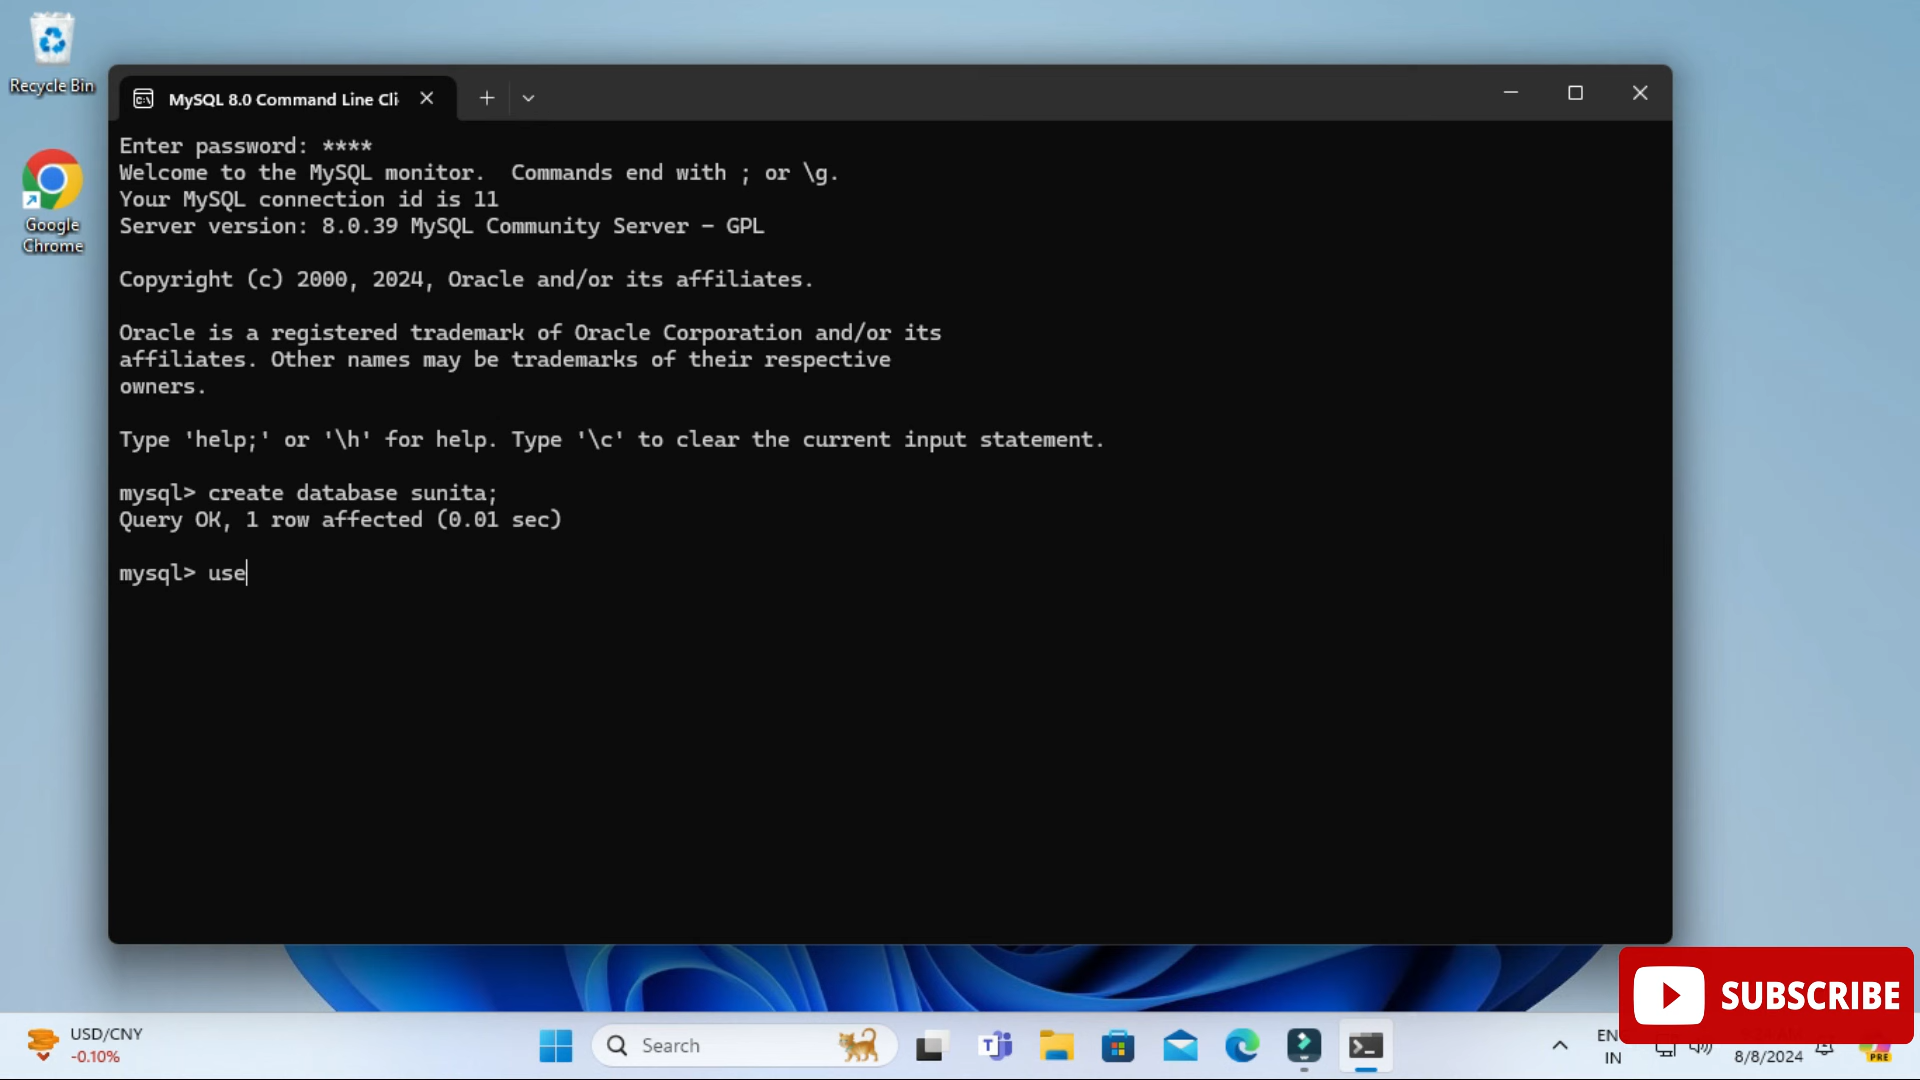 Recycle Bin
Google
Chrome
MySQL 8.0 Command Line Cli
Enter password: ****
Welcome to the MySQL monitor.  Commands end with ; or \g.
Your MySQL connection id is 11
Server version: 8.0.39 MySQL Community Server - GPL
Copyright (c) 2000, 2024, Oracle and/or its affiliates.
Oracle is a registered trademark of Oracle Corporation and/or its
affiliates. Other names may be trademarks of their respective
owners.
Type 'help;' or '\h' for help. Type '\c' to clear the current input statement.
mysql> create database sunita;
Query OK, 1 row affected (0.01 sec)
mysql> use
SUBSCRIBE
USD/CNY
-0.10%
Search
EN
IN
8/8/2024
PRE